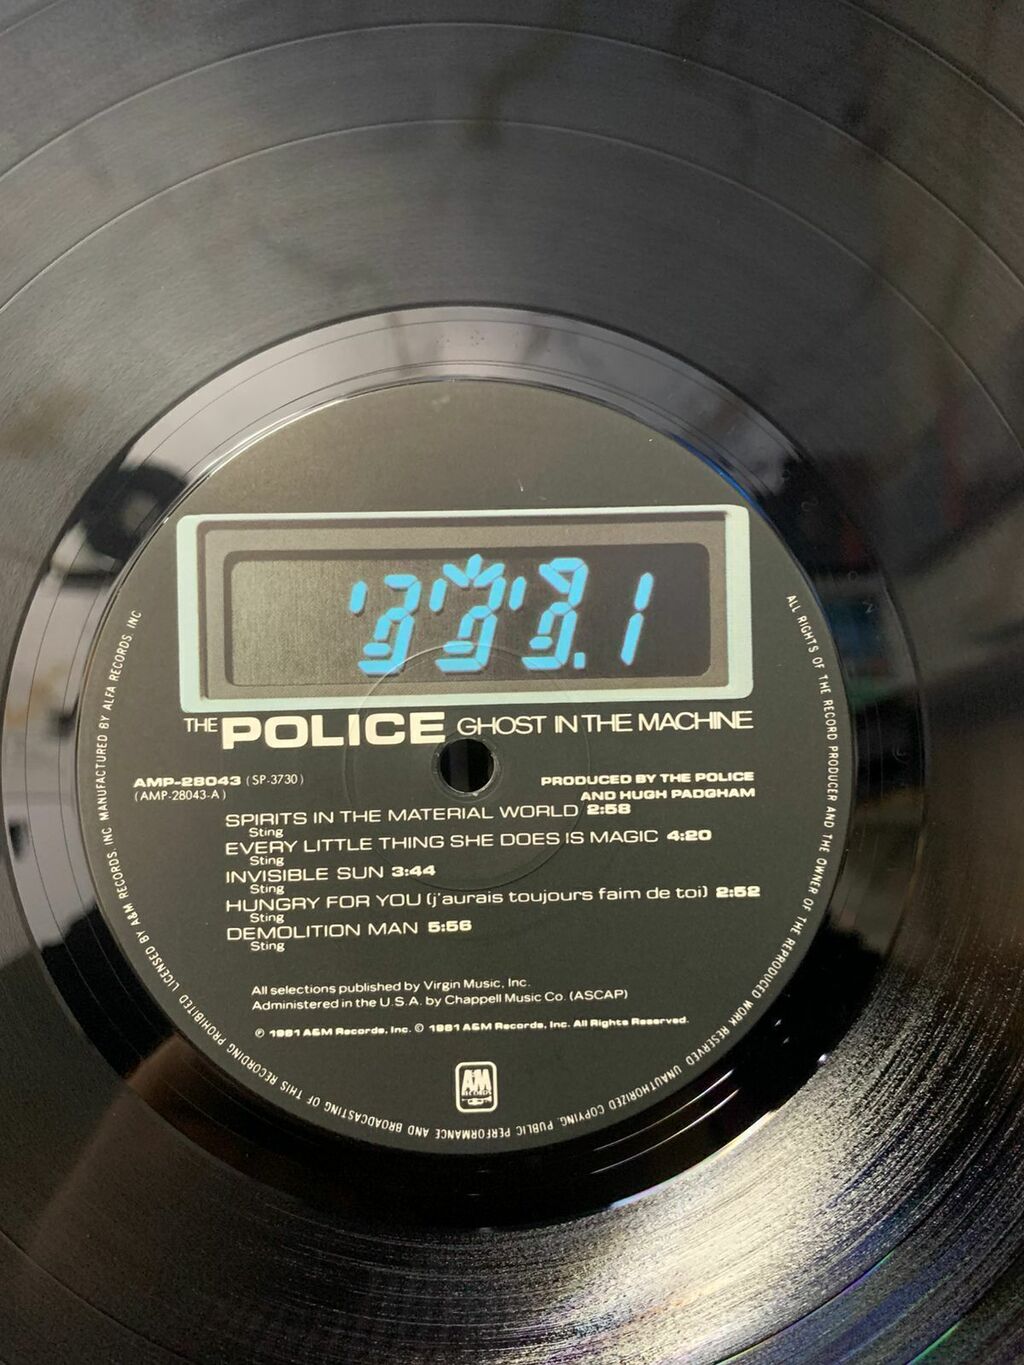 .1
THE POLICE GHOST IN THE MACHINE
AMP-28043 (SP-3730)
(AMP-28043-A)
PRODUCED BY THE POLICE
AND HUGH PADGHAM
SPIRITS IN THE MATERIAL WORLD 2:58
Sting
EVERY LITTLE THING SHE DOES IS MAGIC 4:20
Sting
INVISIBLE SUN 3:44
Sting
HUNGRY FOR YOU (j'aurais toujours faim de toi) 2:52
Sting
DEMOLITION MAN 5:56
Sting
All selections published by Virgin Music, Inc.
Administered in the U.S.A. by Chappell Music Co. (ASCAP)
℗ 1981 A&M Records, Inc. © 1981 A&M Records, Inc. All Rights Reserved.
A&M
RECORDS
ALL RIGHTS OF THE RECORD PRODUCER AND THE OWNER OF THE REPRODUCED WORK RESERVED UNAUTHORIZED COPYING, PUBLIC PERFORMANCE AND BROADCASTING OF THIS RECORDING PROHIBITED LICENSED BY A&M RECORDS. INC MANUFACTURED BY ALFA RECORDS. INC